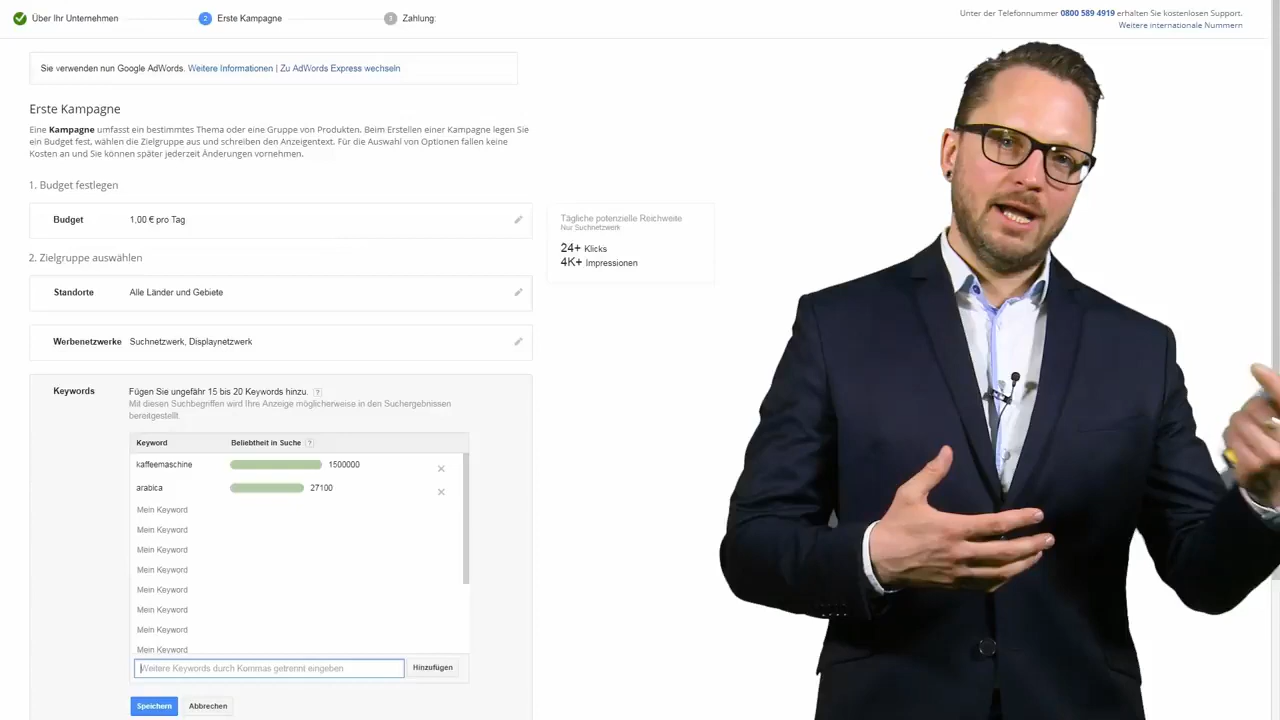 Über Ihr Unternehmen
2 Erste Kampagne
3 Zahlung:
Unter der Telefonnummer 0800 589 4919 erhalten Sie kostenlosen Support.
Weitere internationale Nummern
Sie verwenden nun Google AdWords. Weitere Informationen | Zu AdWords Express wechseln
Erste Kampagne
Eine Kampagne umfasst ein bestimmtes Thema oder eine Gruppe von Produkten. Beim Erstellen einer Kampagne legen Sie
ein Budget fest, wählen die Zielgruppe aus und schreiben den Anzeigentext. Für die Auswahl von Optionen fallen keine
Kosten an und Sie können später jederzeit Änderungen vornehmen.
1. Budget festlegen
Budget 1,00 € pro Tag
Tägliche potenzielle Reichweite
Nur Suchnetzwerk
24+ Klicks
4K+ Impressionen
2. Zielgruppe auswählen
Standorte Alle Länder und Gebiete
Werbenetzwerke Suchnetzwerk, Displaynetzwerk
Keywords Fügen Sie ungefähr 15 bis 20 Keywords hinzu. ?
Mit diesen Suchbegriffen wird Ihre Anzeige möglicherweise in den Suchergebnissen
bereitgestellt.
Keyword Beliebtheit in Suche ?
kaffeemaschine 1500000
arabica 27100
Mein Keyword
Mein Keyword
Mein Keyword
Mein Keyword
Mein Keyword
Mein Keyword
Mein Keyword
Mein Keyword
Weitere Keywords durch Kommas getrennt eingeben Hinzufügen
Speichern Abbrechen